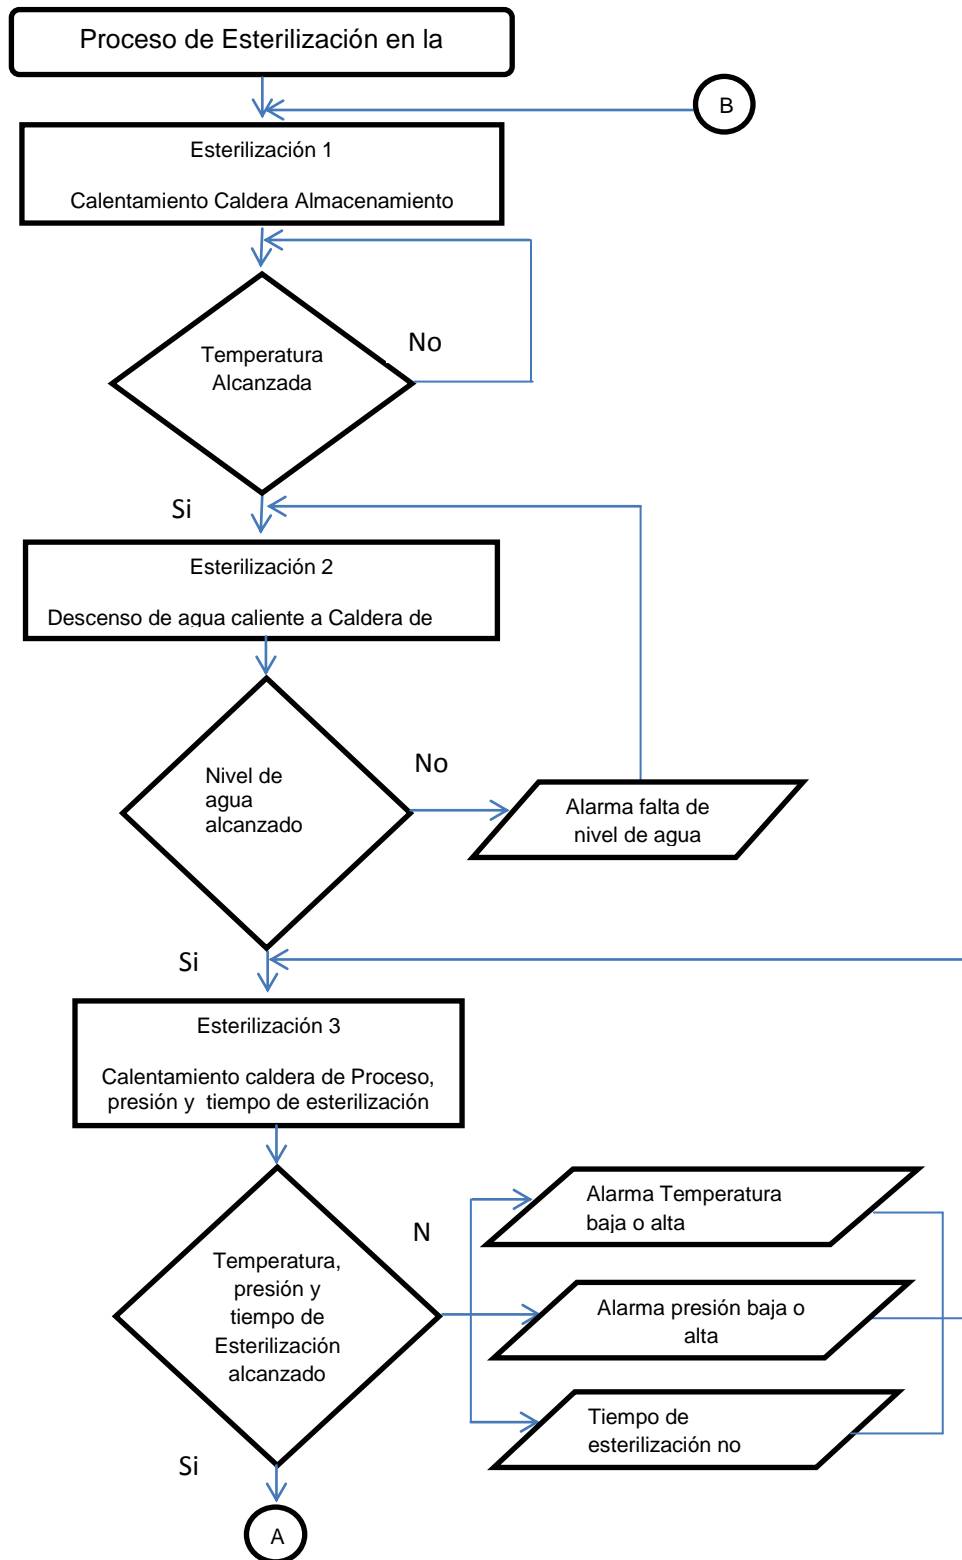 Proceso de Esterilización en la
B
Esterilización 1
Calentamiento Caldera Almacenamiento
No
Temperatura
Alcanzada
Si
Esterilización 2
Descenso de agua caliente a Caldera de
No
Nivel de
agua
alcanzado
Alarma falta de
nivel de agua
Si
Esterilización 3
Calentamiento caldera de Proceso,
presión y tiempo de esterilización
N
Temperatura,
presión y
tiempo de
Esterilización
alcanzado
Alarma Temperatura
baja o alta
Alarma presión baja o
alta
Tiempo de
esterilización no
Si
A